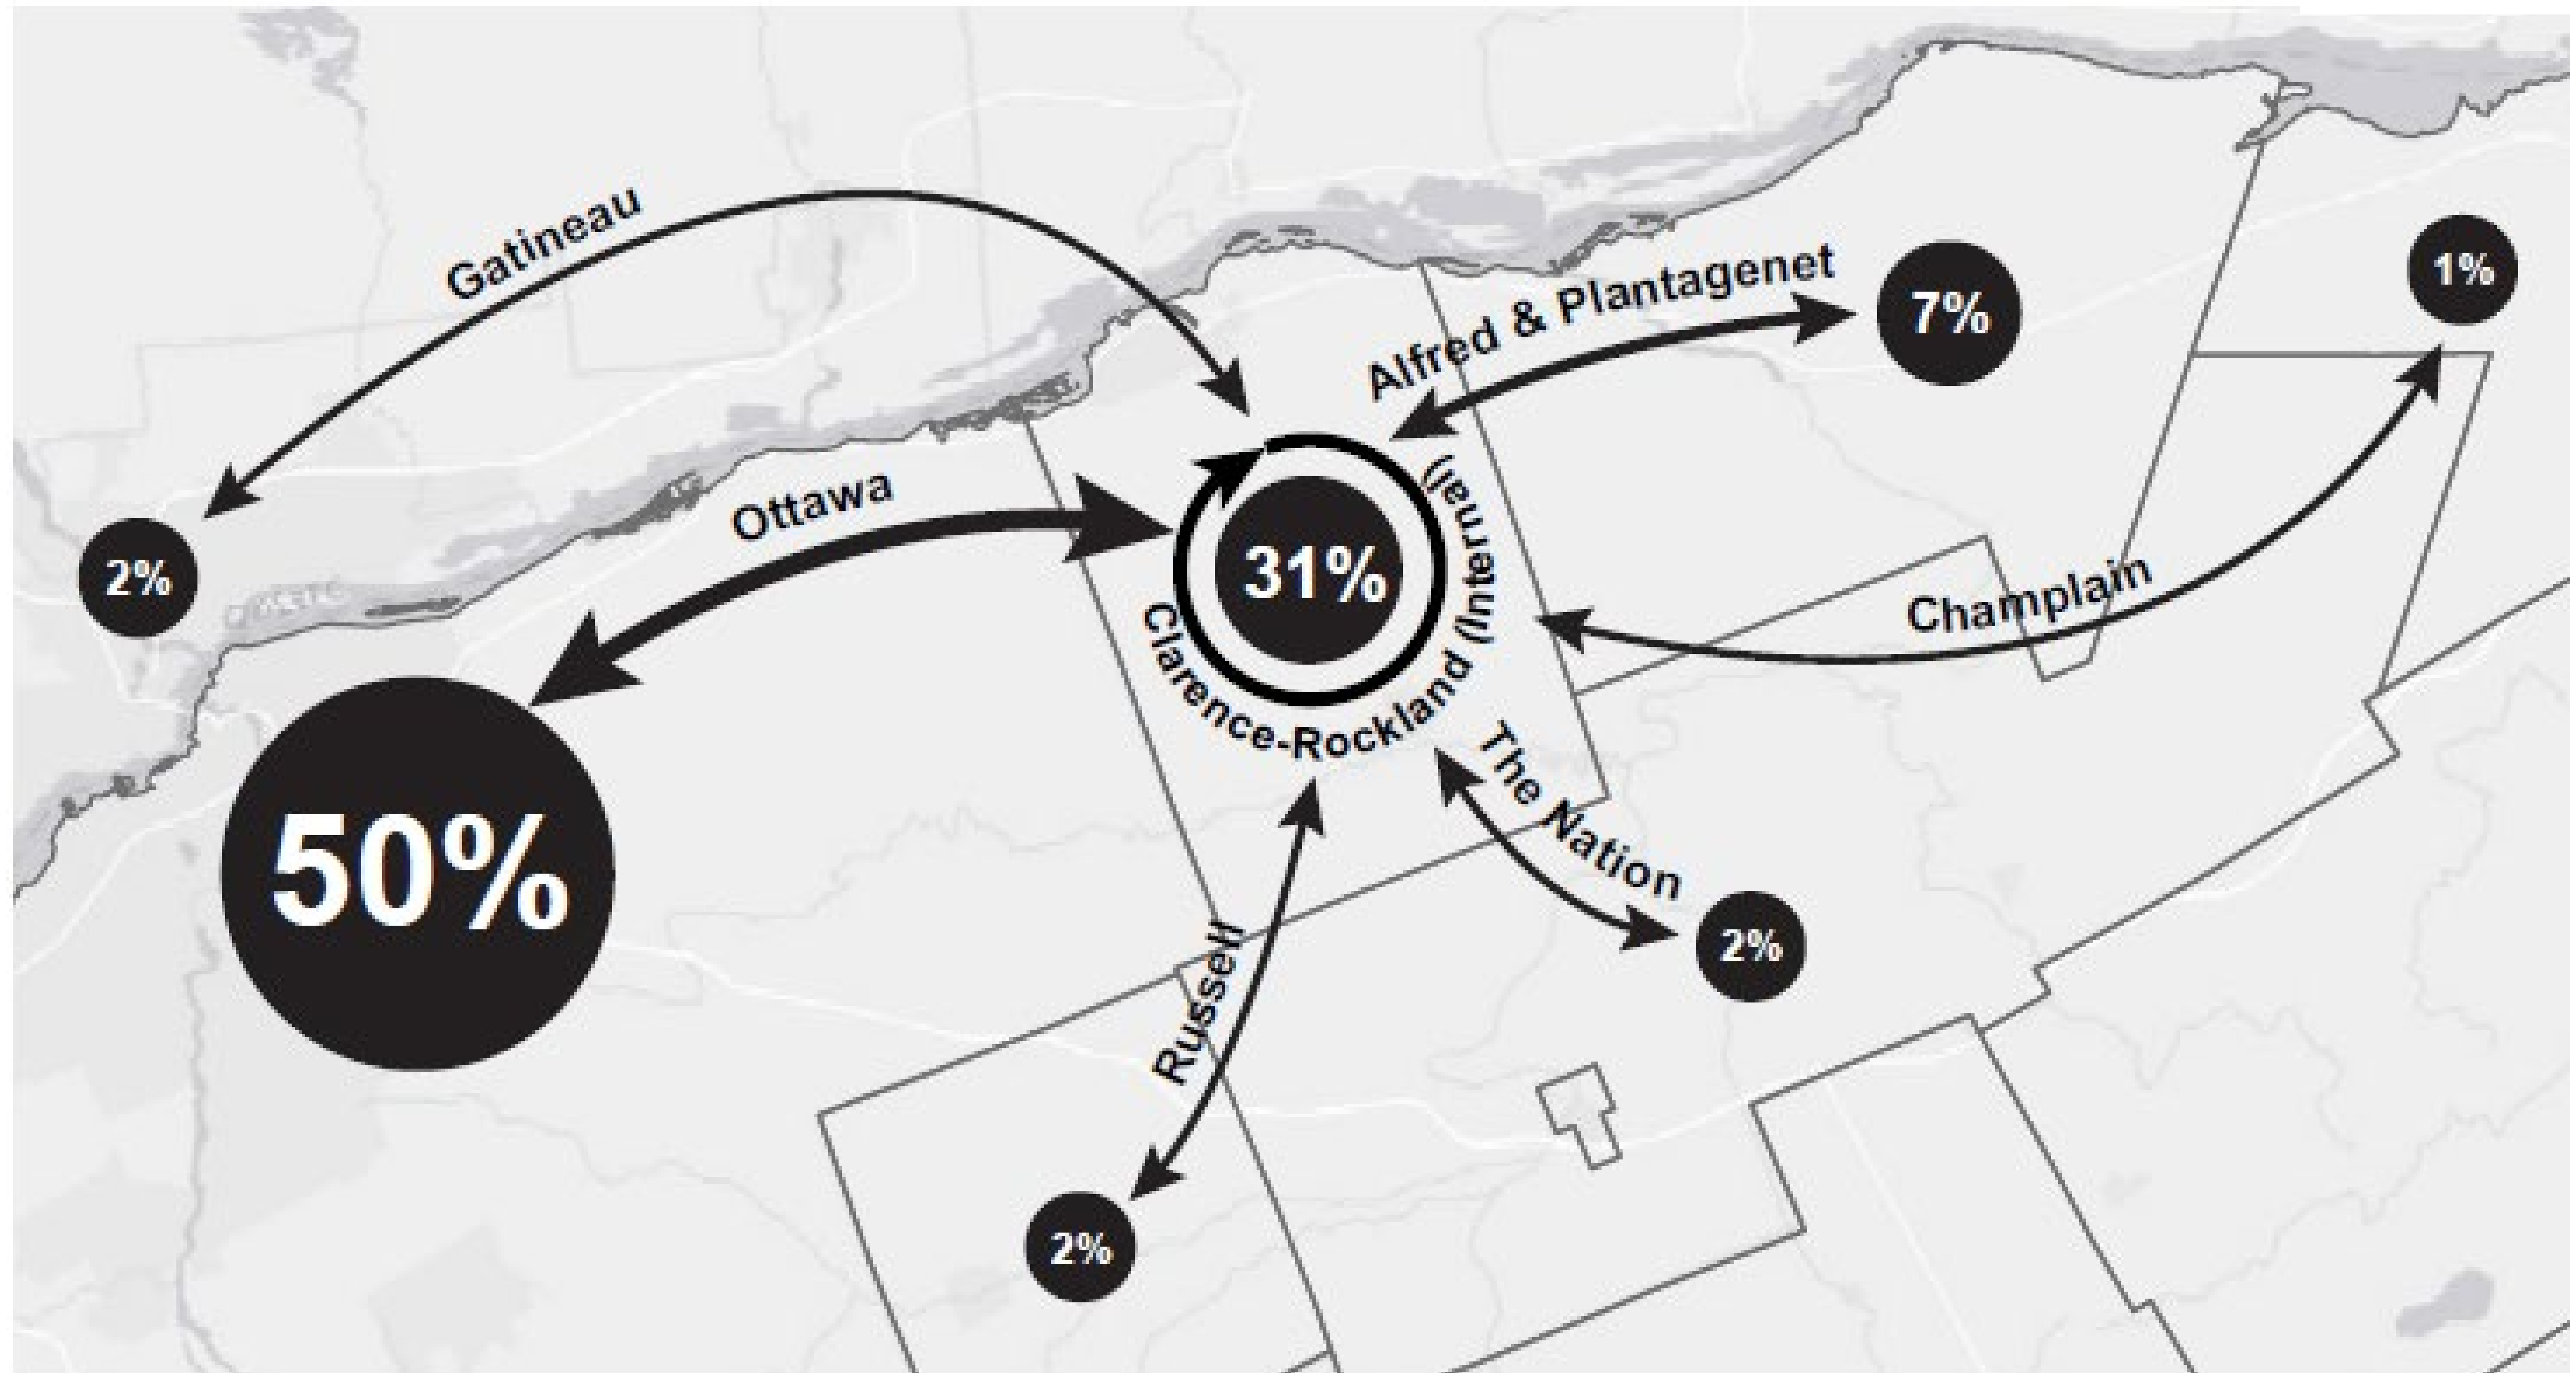 Gatineau
2%
Ottawa
50%
31%
Clarence-Rockland (Internal)
Alfred & Plantagenet
7%
1%
Champlain
The Nation
2%
Russell
2%